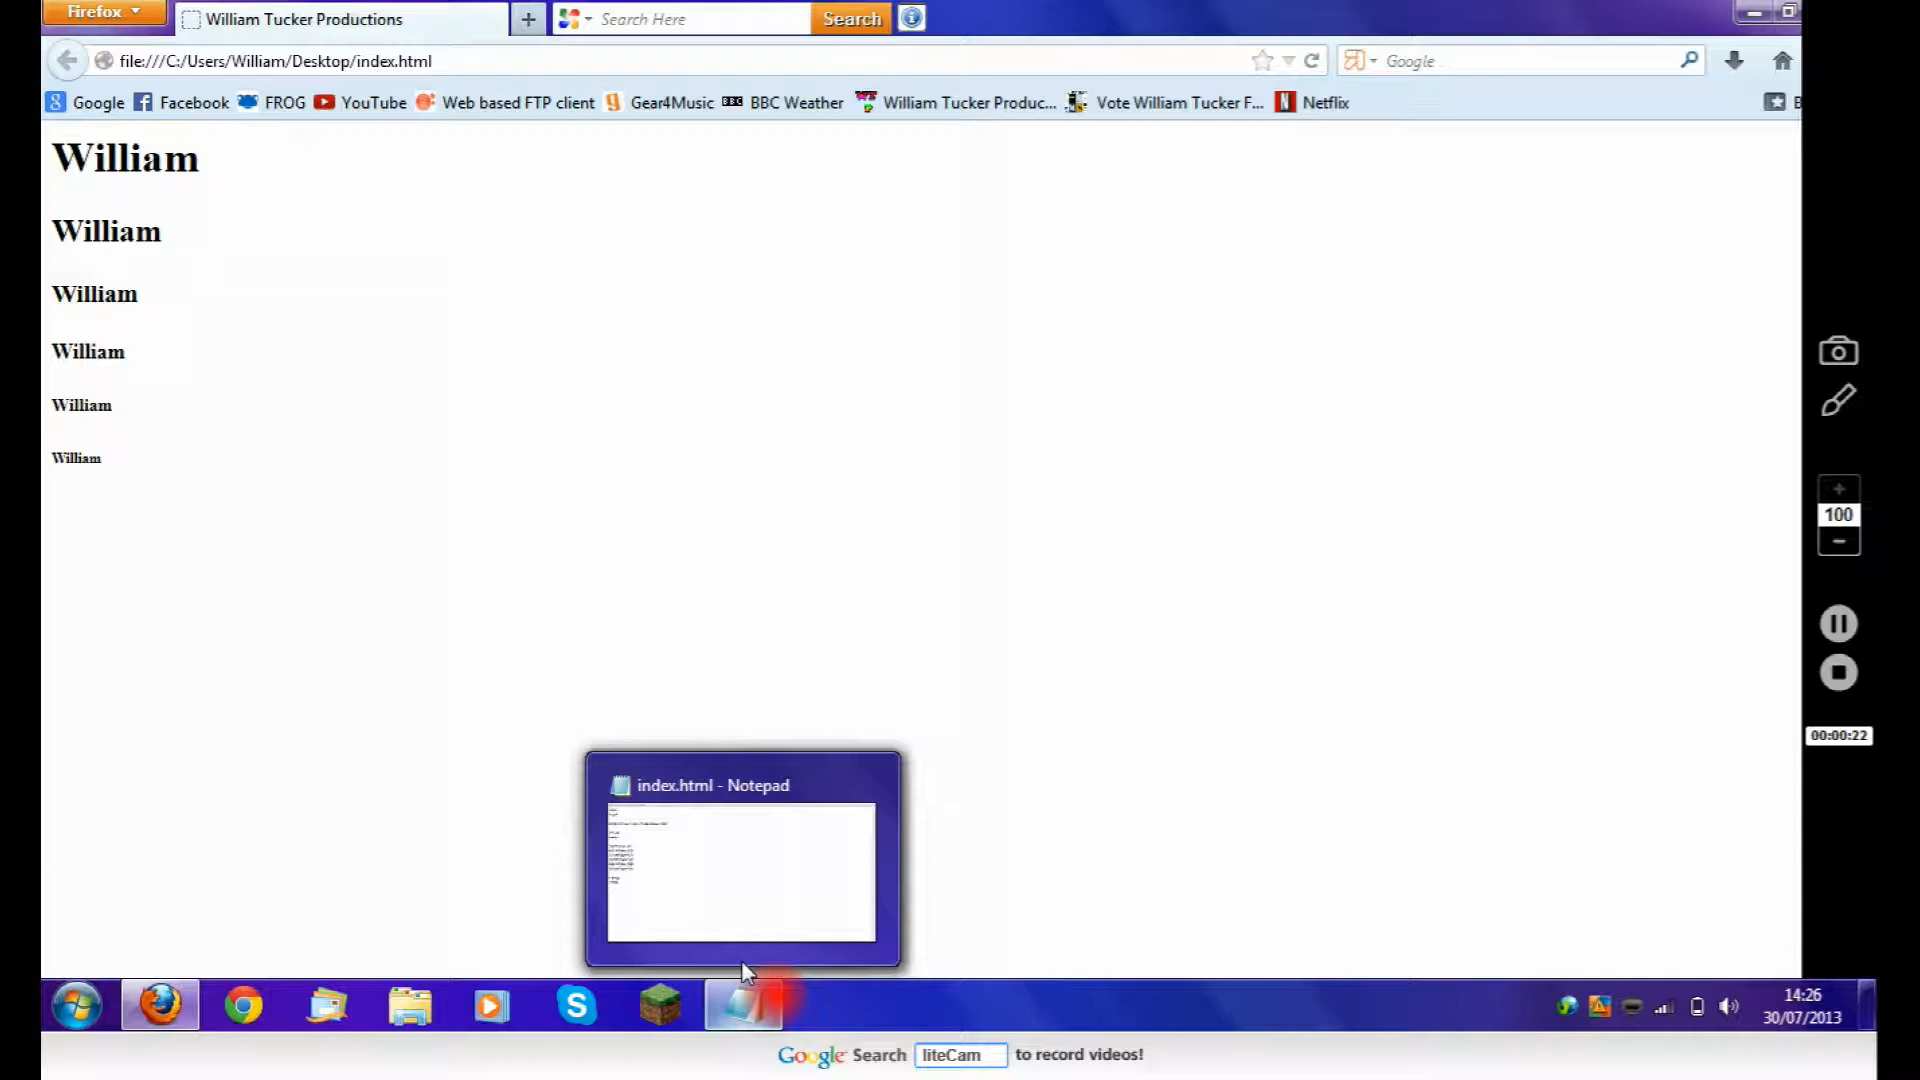 Firefox
William Tucker Productions
Search Here
Search
file:///C:/Users/William/Desktop/index.html
Google
Google
Facebook
FROG
YouTube
Web based FTP client
Gear4Music
BBC
BBC Weather
William Tucker Produc...
Vote William Tucker F...
Netflix
William
William
William
William
William
William
100
00:00:22
index.html - Notepad
14:26
30/07/2013
Google Search liteCam to record videos!